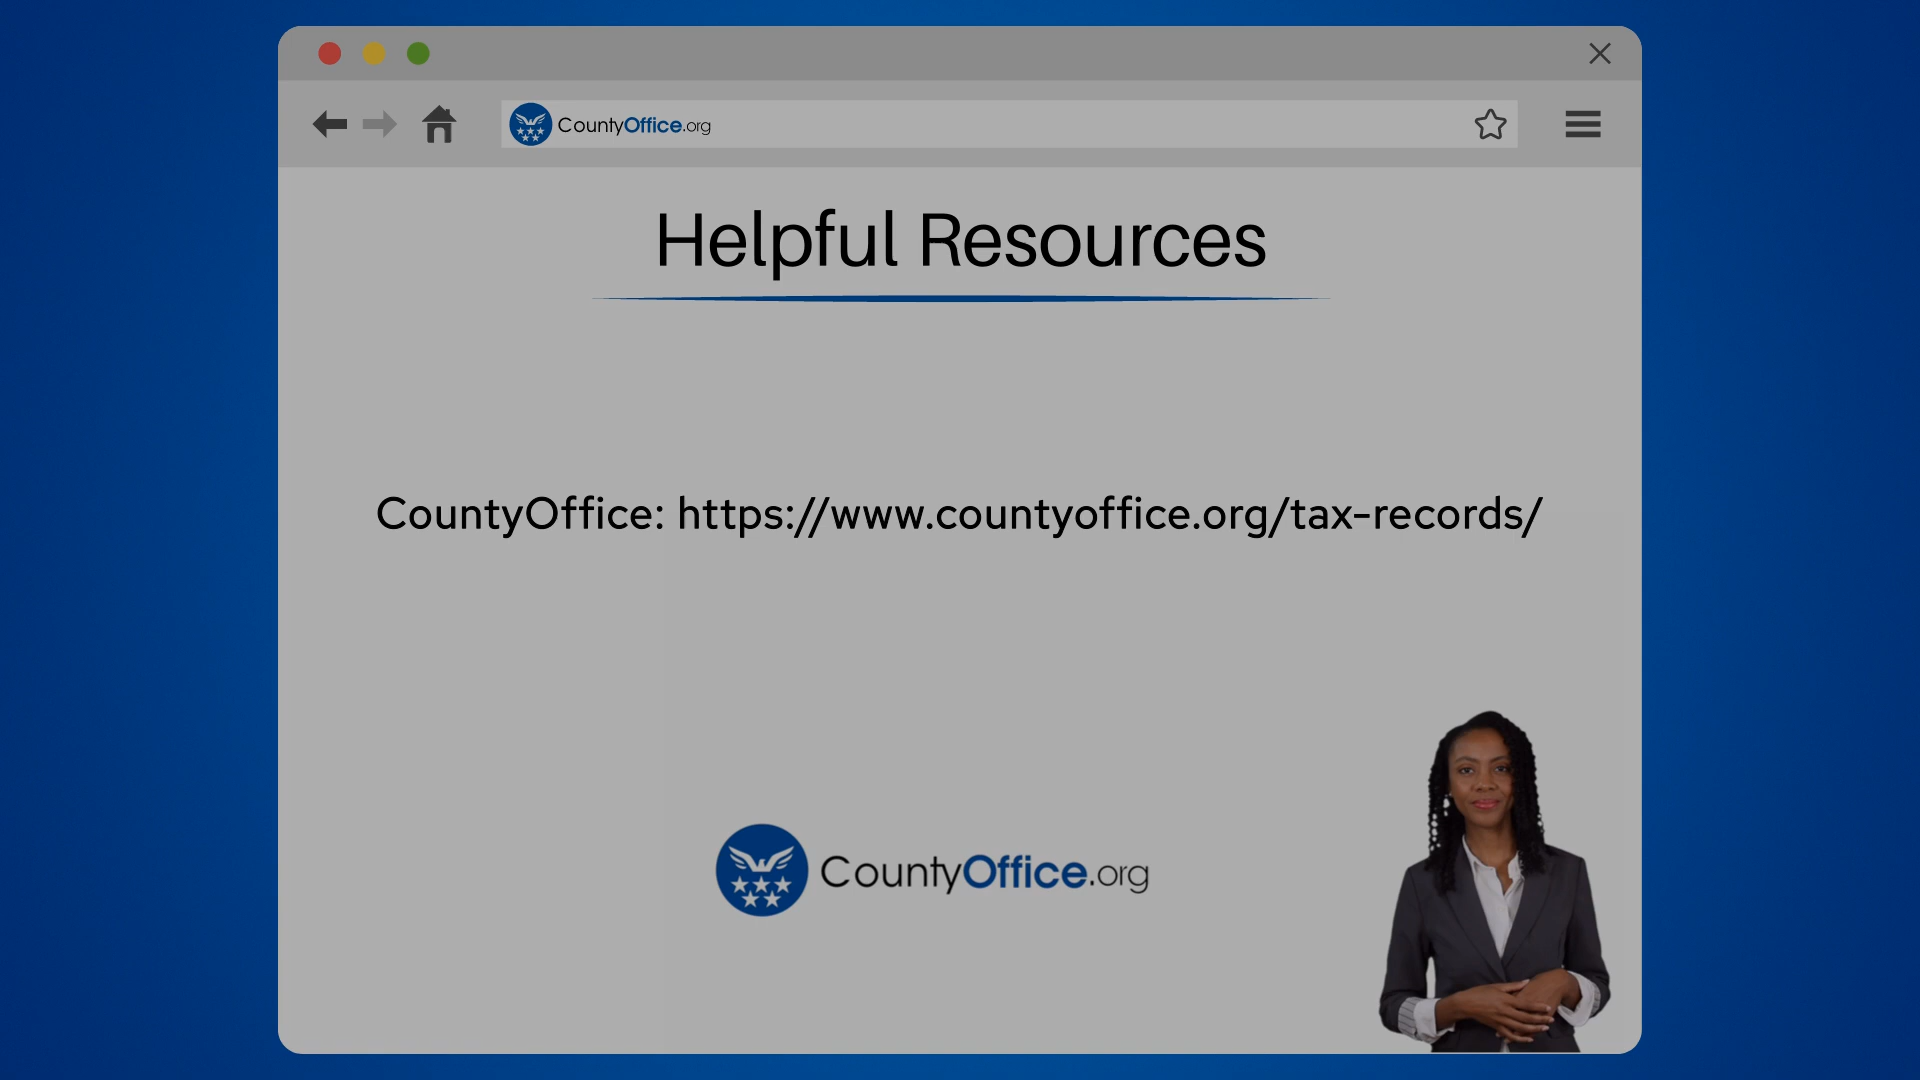 CountyOffice.org
Helpful Resources
CountyOffice: https://www.countyoffice.org/tax-records/
CountyOffice.org